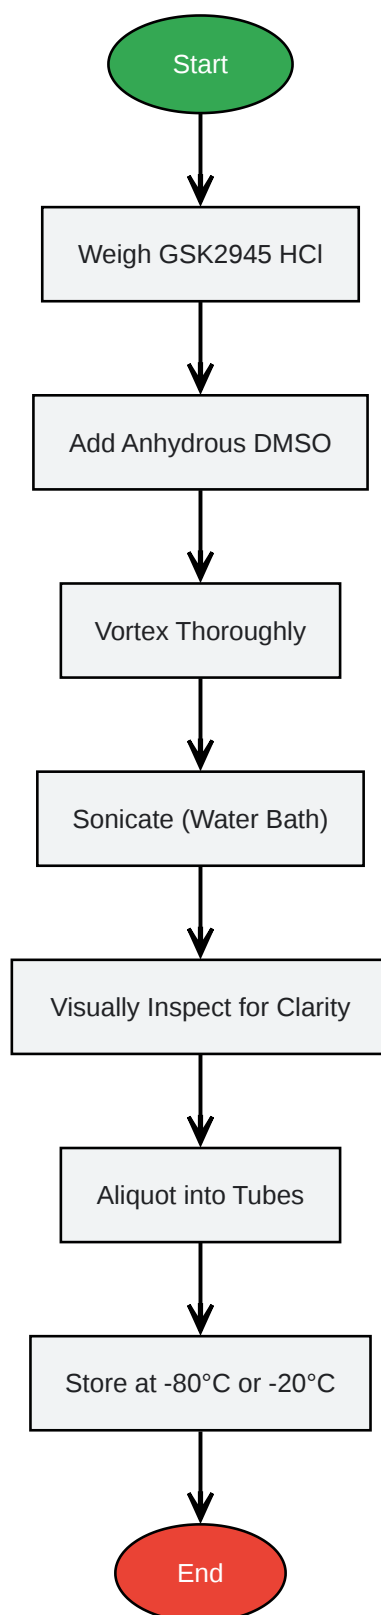 Start
Weigh GSK2945 HCl
Add Anhydrous DMSO
Vortex Thoroughly
Sonicate (Water Bath)
Visually Inspect for Clarity
Aliquot into Tubes
Store at -80°C or -20°C
End